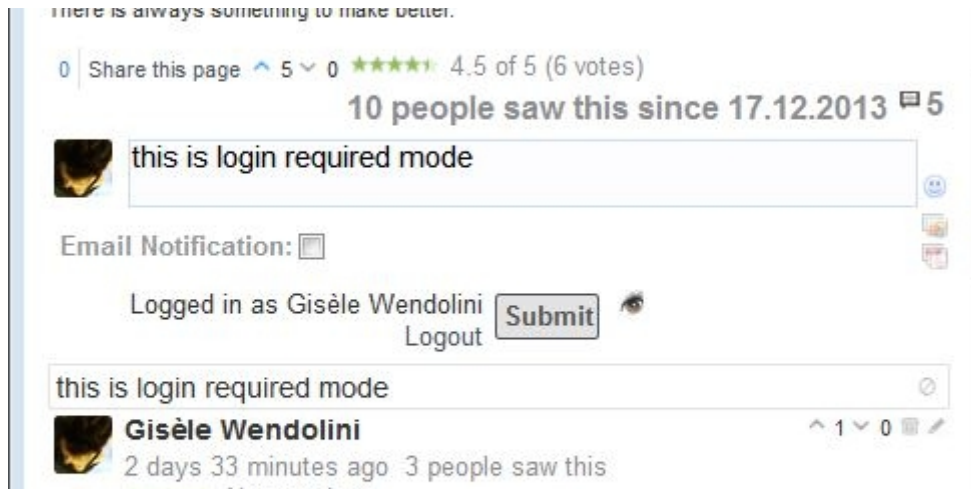 There is always something to make better.
0 Share this page 5 0 4.5 of 5 (6 votes)
10 people saw this since 17.12.2013 5
this is login required mode
Email Notification:
Logged in as Gisèle Wendolini Submit
Logout
this is login required mode
Gisèle Wendolini 1 0
2 days 33 minutes ago 3 people saw this